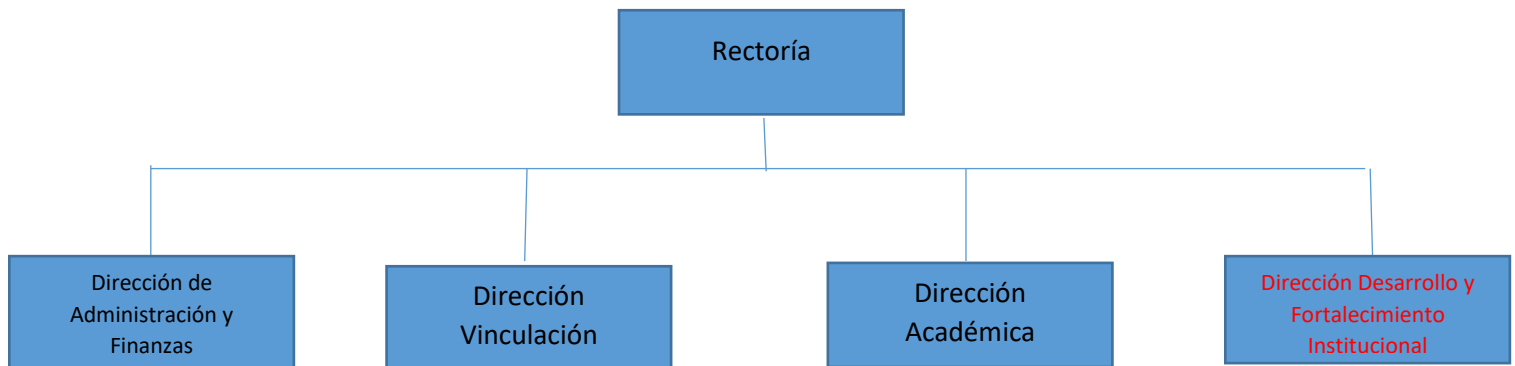 Rectoría
Dirección de
Administración y
Finanzas
Dirección
Vinculación
Dirección
Académica
Dirección Desarrollo y
Fortalecimiento
Institucional